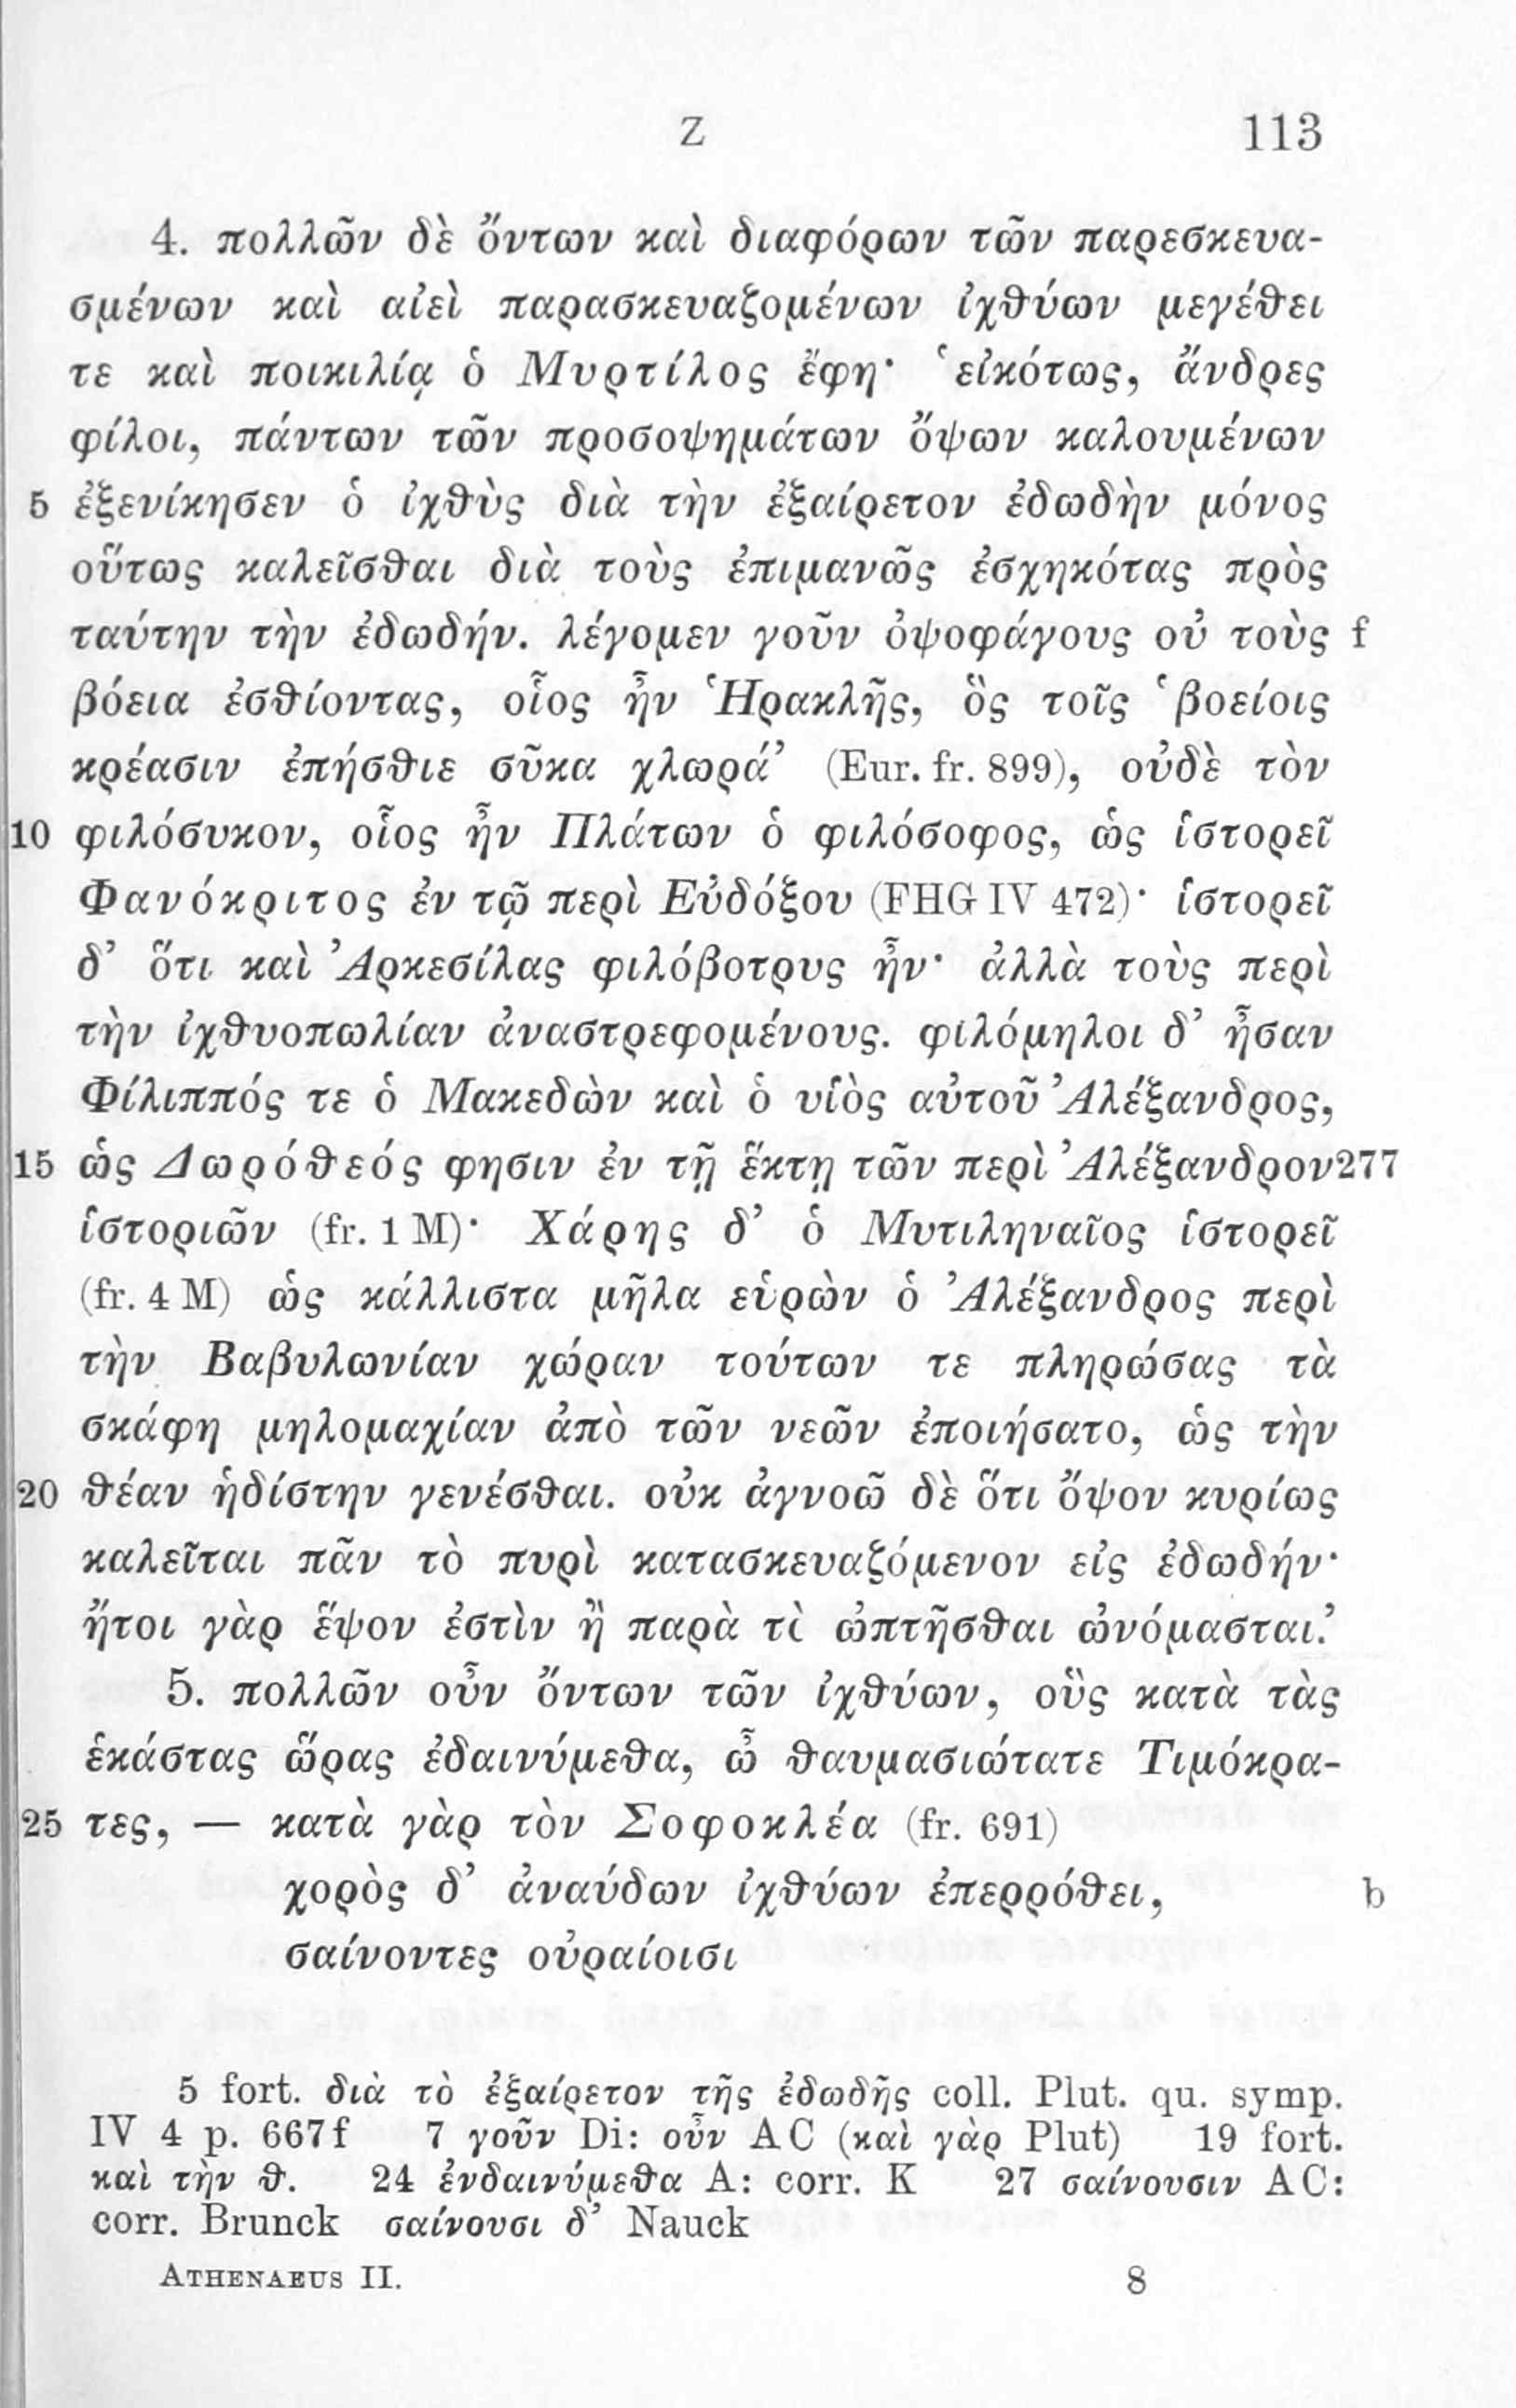 Z 113
4. πολλῶν δὲ ὄντων καὶ διαφόρων τῶν παρεσκευα-
σμένων καὶ αἰεὶ παρασκευαζομένων ἰχθύων μεγέθει
τε καὶ ποικιλίᾳ ὁ Μυρτίλος ἔφη· ‘εἰκότως, ἄνδρες
φίλοι, πάντων τῶν προσοψημάτων ὄψων καλουμένων
5 ἐξενίκησεν ὁ ἰχθὺς διὰ τὴν ἐξαίρετον ἐδωδὴν μόνος
οὕτως καλεῖσθαι διὰ τοὺς ἐπιμανῶς ἐσχηκότας πρὸς
ταύτην τὴν ἐδωδήν. λέγομεν γοῦν ὀψοφάγους οὐ τοὺς f
βόεια ἐσθίοντας, οἷος ἦν Ἡρακλῆς, ὃς τοῖς ‘βοείοις
κρέασιν ἐπήσθιε σῦκα χλωρά’ (Eur. fr. 899), οὐδὲ τὸν
10 φιλόσυκον, οἷος ἦν Πλάτων ὁ φιλόσοφος, ὡς ἱστορεῖ
Φανόκριτος ἐν τῷ περὶ Εὐδόξου (FHG IV 472)· ἱστορεῖ
δ’ ὅτι καὶ Ἀρκεσίλας φιλόβοτρυς ἦν· ἀλλὰ τοὺς περὶ
τὴν ἰχθυοπωλίαν ἀναστρεφομένους. φιλόμηλοι δ’ ἦσαν
Φίλιππός τε ὁ Μακεδὼν καὶ ὁ υἱὸς αὐτοῦ Ἀλέξανδρος,
15 ὡς Δωρόθεός φησιν ἐν τῇ ἕκτῃ τῶν περὶ Ἀλέξανδρον 277
ἱστοριῶν (fr. 1 M)· Χάρης δ’ ὁ Μυτιληναῖος ἱστορεῖ
(fr. 4 M) ὡς κάλλιστα μῆλα εὑρὼν ὁ Ἀλέξανδρος περὶ
τὴν Βαβυλωνίαν χώραν τούτων τε πληρώσας τὰ
σκάφη μηλομαχίαν ἀπὸ τῶν νεῶν ἐποιήσατο, ὡς τὴν
20 θέαν ἡδίστην γενέσθαι. οὐκ ἀγνοῶ δὲ ὅτι ὄψον κυρίως
καλεῖται πᾶν τὸ πυρὶ κατασκευαζόμενον εἰς ἐδωδήν·
ἤτοι γὰρ ἕψον ἐστὶν ἢ παρὰ τὸ ὠπτῆσθαι ὠνόμασται.’
5. πολλῶν οὖν ὄντων τῶν ἰχθύων, οὓς κατὰ τὰς
ἑκάστας ὥρας ἐδαινύμεθα, ὦ θαυμασιώτατε Τιμόκρα-
25 τες, — κατὰ γὰρ τὸν Σοφοκλέα (fr. 691)
χορὸς δ’ ἀναύδων ἰχθύων ἐπερρόθει, b
σαίνοντες οὐραίοισι
5 fort. διὰ τὸ ἐξαίρετον τῆς ἐδωδῆς coll. Plut. qu. symp.
IV 4 p. 667f 7 γοῦν Di: οὖν AC (καὶ γὰρ Plut) 19 fort.
καὶ τὴν θ. 24 ἐνδαινύμεθα A: corr. K 27 σαίνουσιν AC:
corr. Brunck σαίνουσι δ’ Nauck
ATHENAEUS II. 8